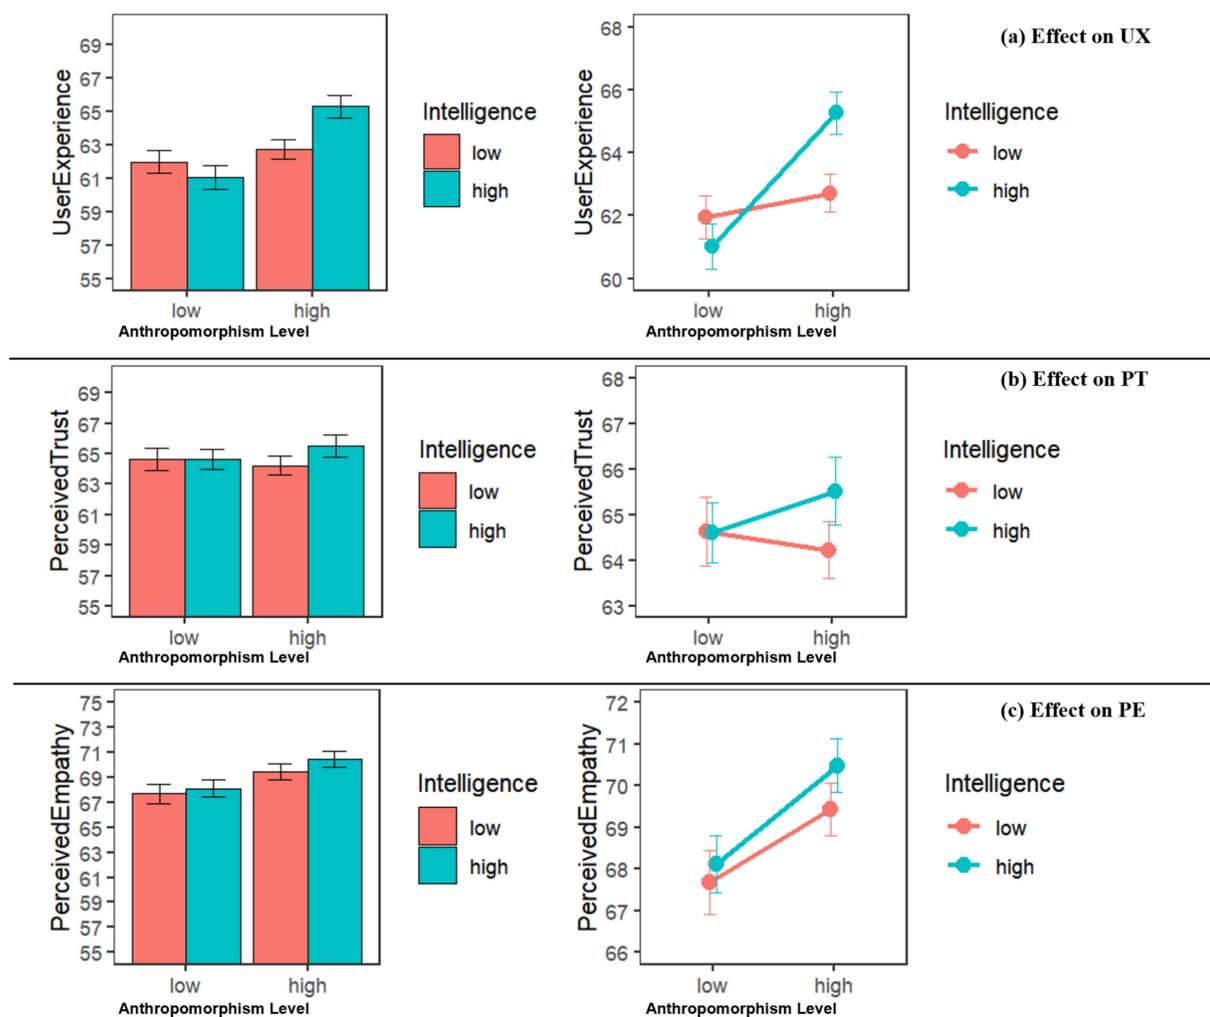 (a) Effect on UX
UserExperience
69
67
65
63
61
59
57
55
low
high
Anthropomorphism Level
Intelligence
low
high
UserExperience
68
66
64
62
60
low
high
Anthropomorphism Level
Intelligence
low
high
(b) Effect on PT
PerceivedTrust
69
67
65
63
61
59
57
55
low
high
Anthropomorphism Level
Intelligence
low
high
PerceivedTrust
68
67
66
65
64
63
low
high
Anthropomorphism Level
Intelligence
low
high
(c) Effect on PE
PerceivedEmpathy
75
73
71
69
67
65
63
61
59
57
55
low
high
Anthropomorphism Level
Intelligence
low
high
PerceivedEmpathy
72
71
70
69
68
67
66
low
high
Anthropomorphism Level
Intelligence
low
high